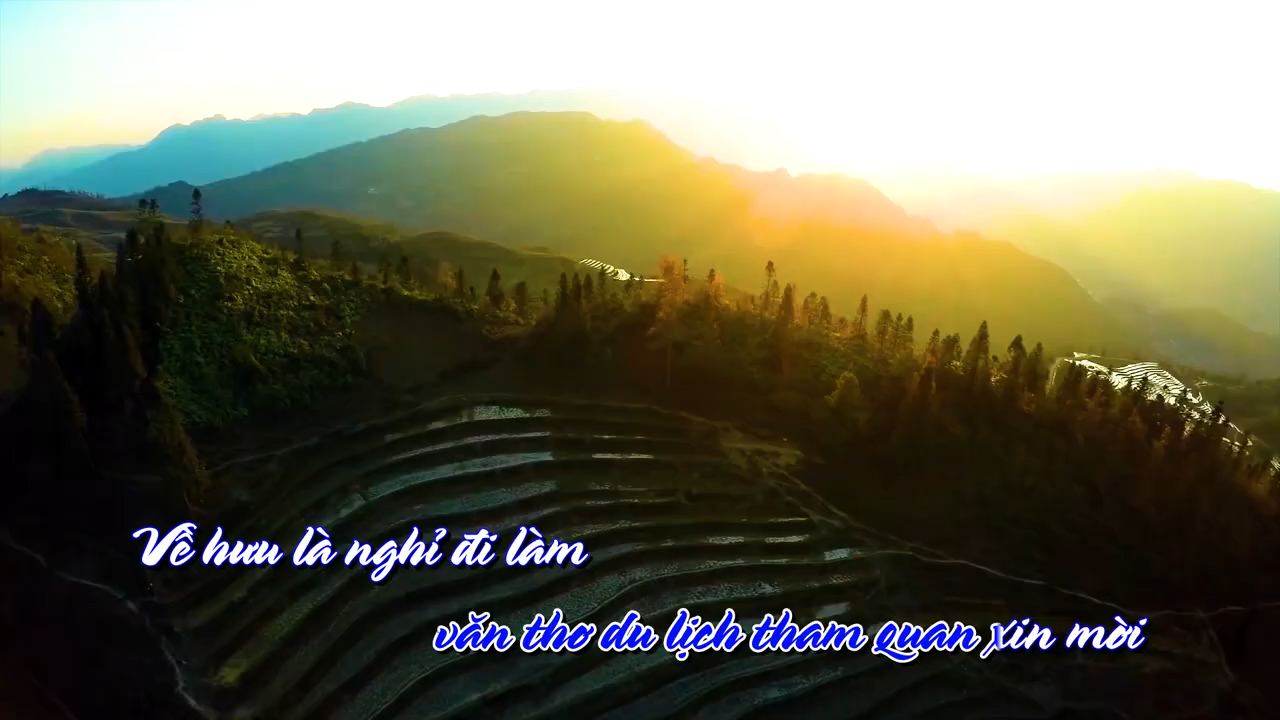 Về hưu là nghỉ đi làm
văn thơ du lịch tham quan xin mời